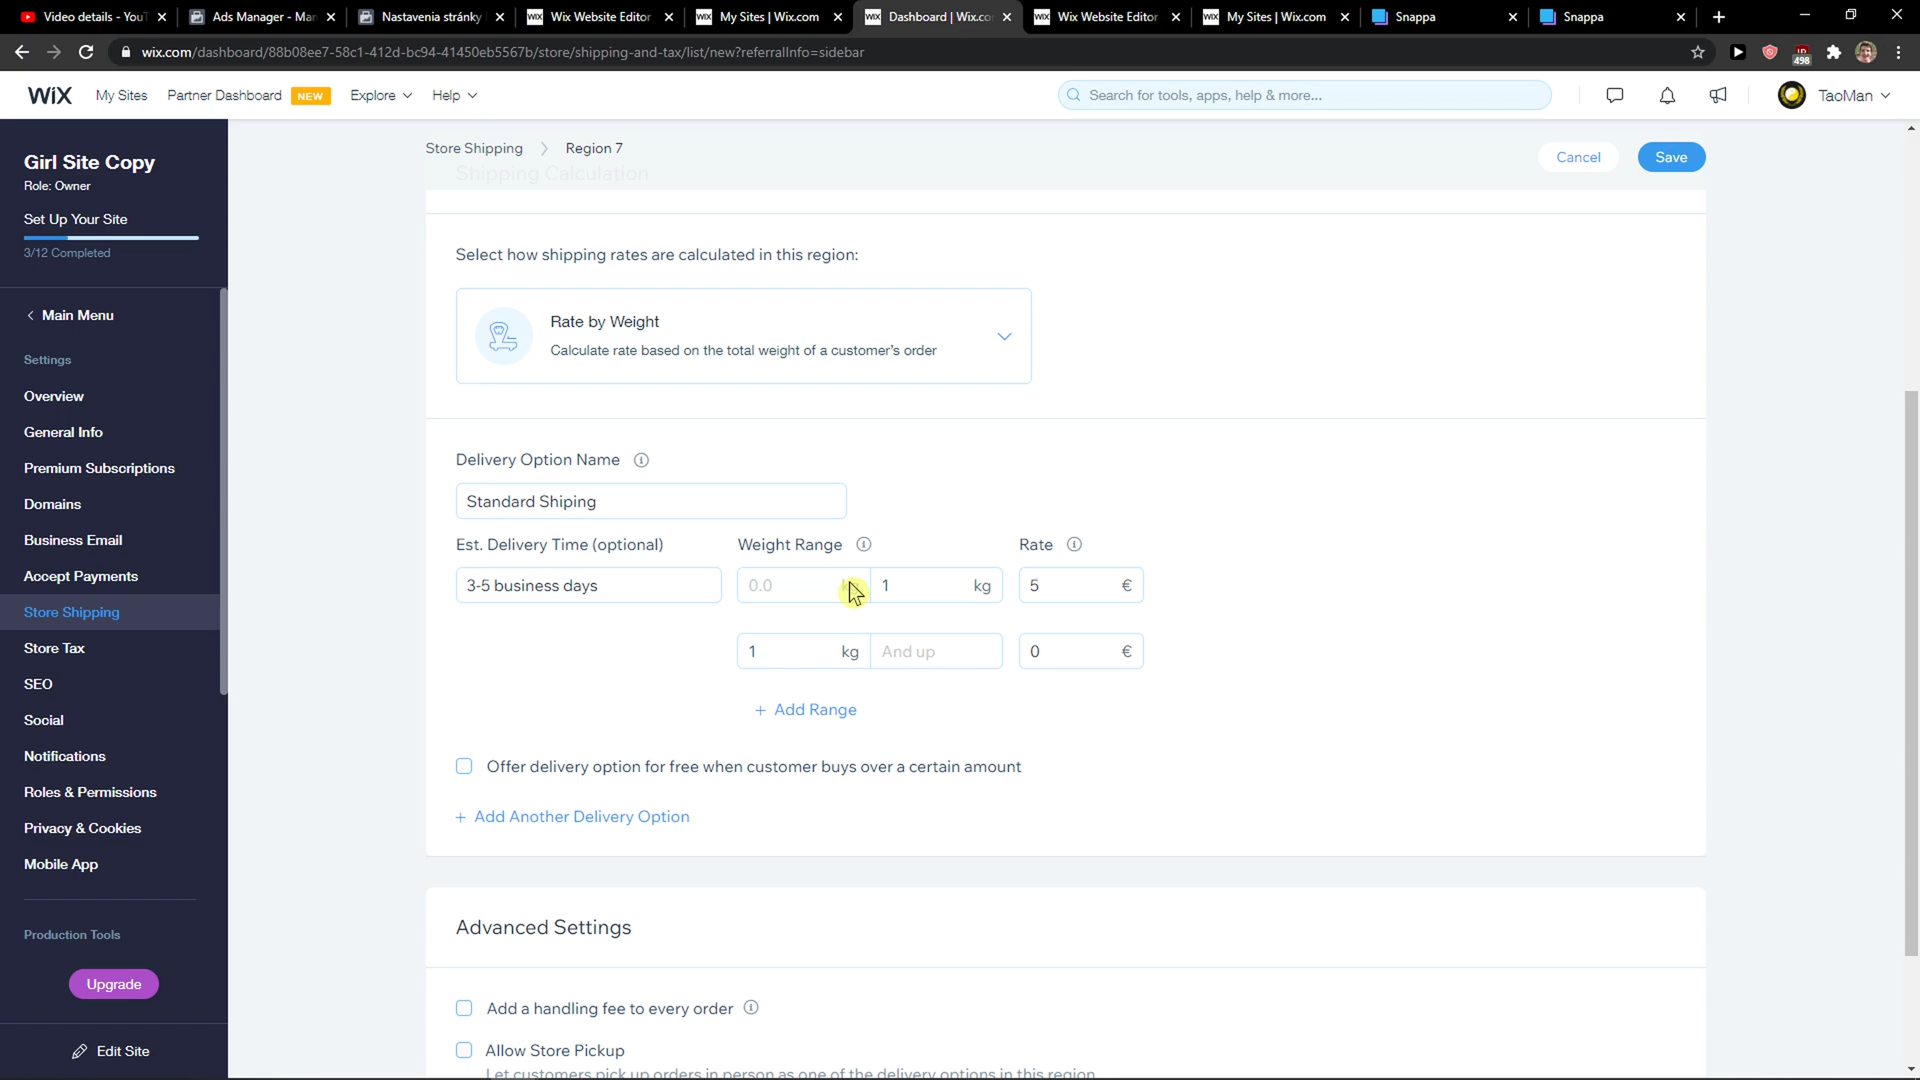 Video details - YouT
Ads Manager - Man
Nastavenia stránky
Wix Website Editor
My Sites | Wix.com
Dashboard | Wix.co
Wix Website Editor
My Sites | Wix.com
Snappa
Snappa
wix.com/dashboard/88b08ee7-58c1-412d-bc94-41450eb5567b/store/shipping-and-tax/list/new?referralInfo=sidebar
498
WiX My Sites Partner Dashboard NEW Explore Help
Search for tools, apps, help & more...
TaoMan
Girl Site Copy
Role: Owner
Set Up Your Site
3/12 Completed
Main Menu
Settings
Overview
General Info
Premium Subscriptions
Domains
Business Email
Accept Payments
Store Shipping
Store Tax
SEO
Social
Notifications
Roles & Permissions
Privacy & Cookies
Mobile App
Production Tools
Upgrade
Edit Site
Store Shipping Region 7
Cancel Save
Shipping Calculation
Select how shipping rates are calculated in this region:
Rate by Weight
Calculate rate based on the total weight of a customer's order
Delivery Option Name
Standard Shiping
Est. Delivery Time (optional) Weight Range Rate
3-5 business days 0.0 1 kg 5 €
1 kg And up 0 €
+ Add Range
Offer delivery option for free when customer buys over a certain amount
+ Add Another Delivery Option
Advanced Settings
Add a handling fee to every order
Allow Store Pickup
Let customers pick up orders in person as one of the delivery options in this region